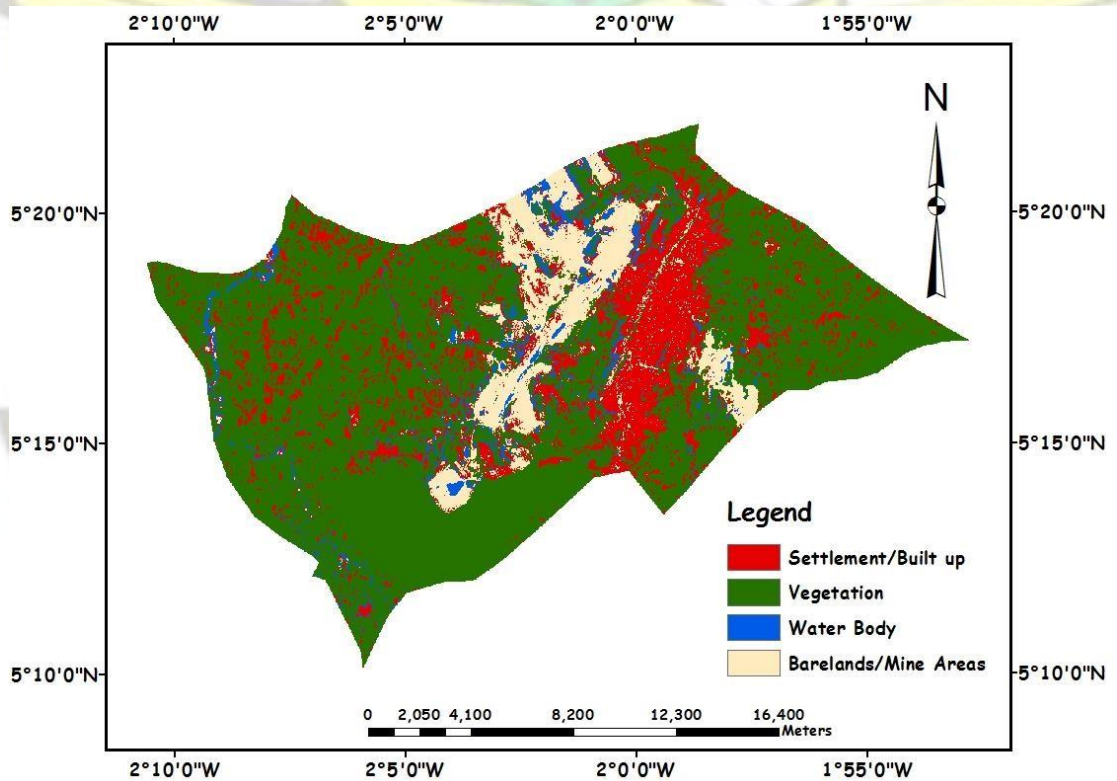 2°10'0"W 2°5'0"W 2°0'0"W 1°55'0"W
N
5°20'0"N 5°20'0"N
5°15'0"N 5°15'0"N
Legend
Settlement/Built up
Vegetation
Water Body
Barelands/Mine Areas
5°10'0"N 5°10'0"N
0 2,050 4,100 8,200 12,300 16,400
Meters
2°10'0"W 2°5'0"W 2°0'0"W 1°55'0"W